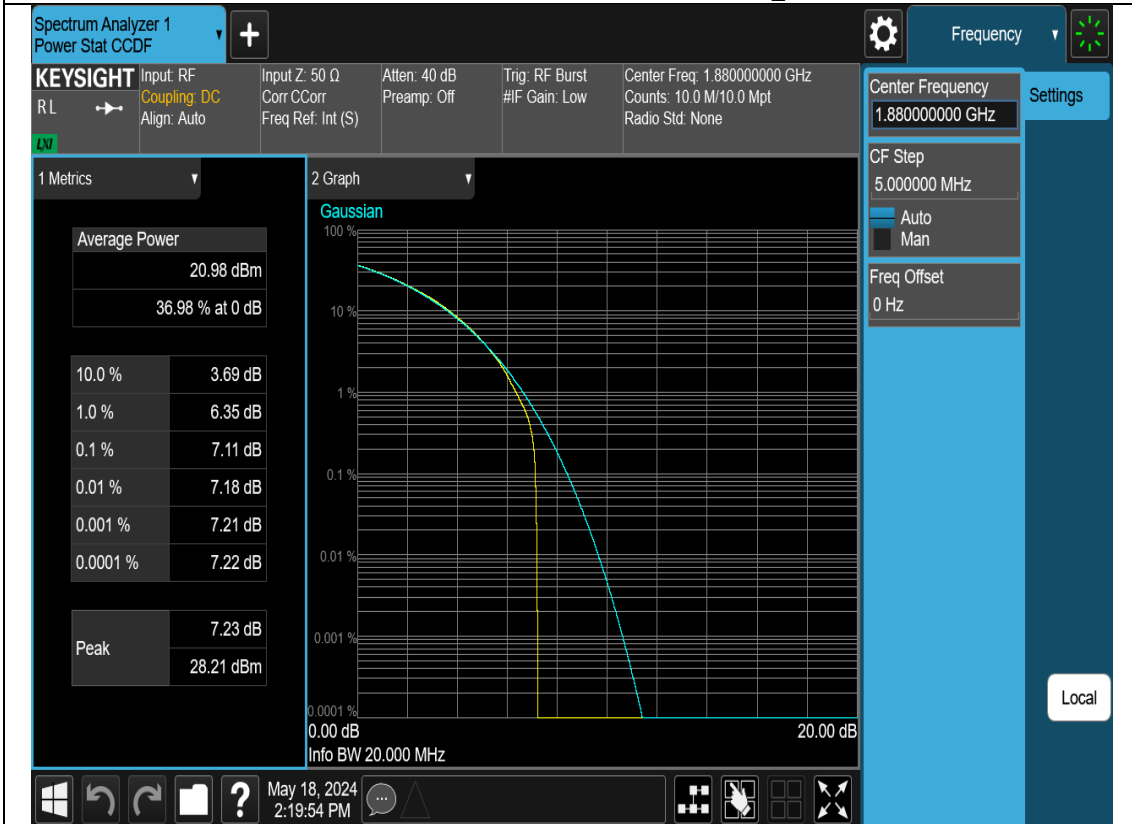 Spectrum Analyzer 1
Power Stat CCDF
+
Frequency
KEYSIGHT
RL
LXI
Input: RF
Coupling: DC
Align: Auto
Input Z: 50 Ω
Corr CCorr
Freq Ref: Int (S)
Atten: 40 dB
Preamp: Off
Trig: RF Burst
#IF Gain: Low
Center Freq: 1.880000000 GHz
Counts: 10.0 M/10.0 Mpt
Radio Std: None
Center Frequency
1.880000000 GHz
Settings
CF Step
5.000000 MHz
Auto
Man
Freq Offset
0 Hz
1 Metrics
Average Power
20.98 dBm
36.98 % at 0 dB
10.0 % 3.69 dB
1.0 % 6.35 dB
0.1 % 7.11 dB
0.01 % 7.18 dB
0.001 % 7.21 dB
0.0001 % 7.22 dB
Peak
7.23 dB
28.21 dBm
2 Graph
Gaussian
100 %
10 %
1 %
0.1 %
0.01 %
0.001 %
0.0001 %
0.00 dB 20.00 dB
Info BW 20.000 MHz
Local
?
May 18, 2024
2:19:54 PM